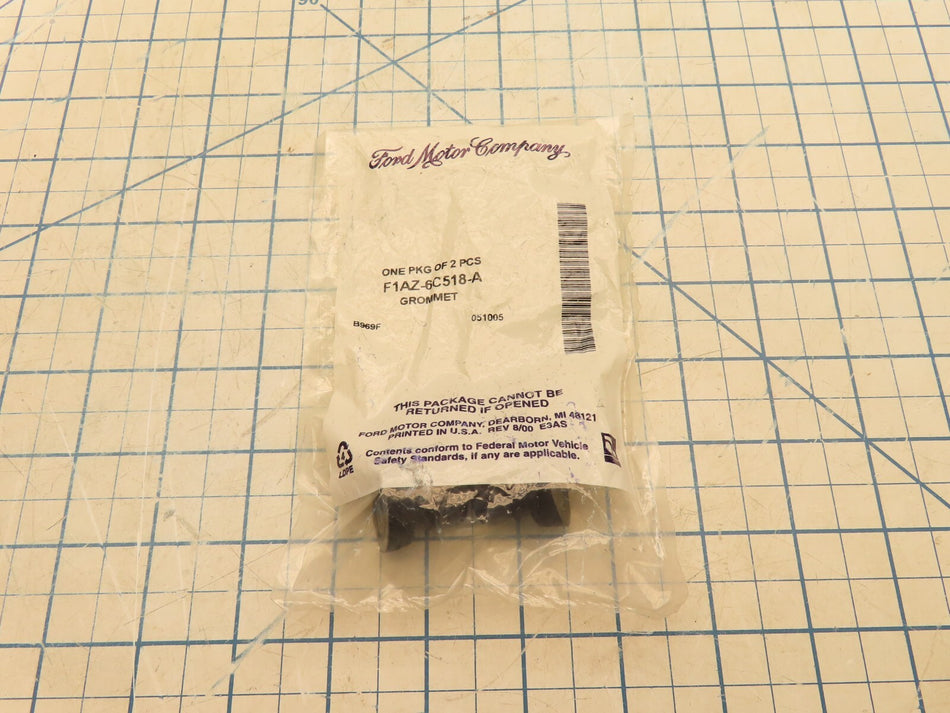 90
Ford Motor Company,
ONE PKG OF 2 PCS
F1AZ-6C518-A
GROMMET
B969F 051005
THIS PACKAGE CANNOT BE
RETURNED IF OPENED
FORD MOTOR COMPANY, DEARBORN, MI 48121
PRINTED IN U.S.A. REV 8/00 E3AS
Contents conform to Federal Motor Vehicle
Safety Standards, if any are applicable.
LDPE